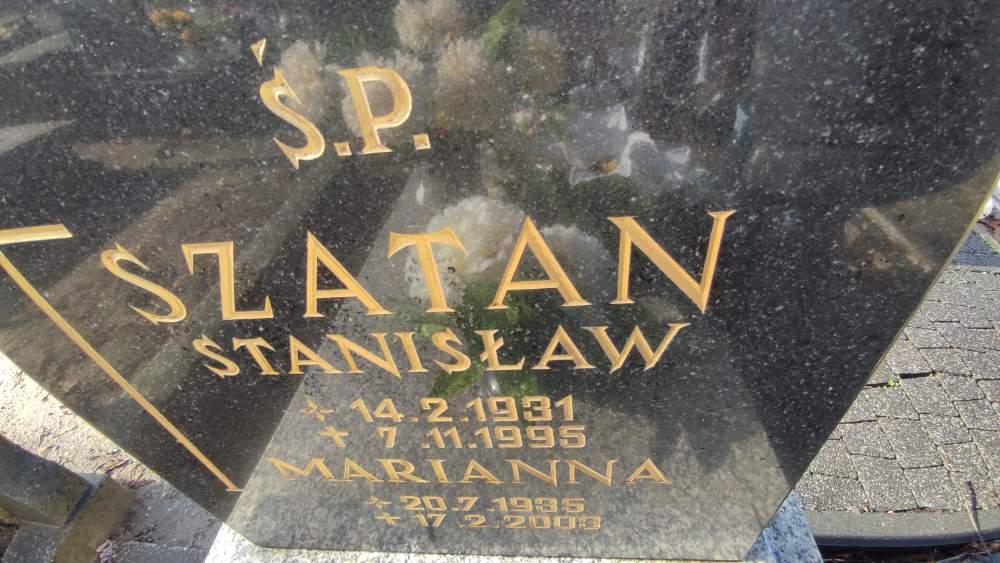 Ś.P.
SZATAN
STANISŁAW
* 14.2.1931
+ 7.11.1995
MARIANNA
* 20.7.1935
+ 17.2.2003